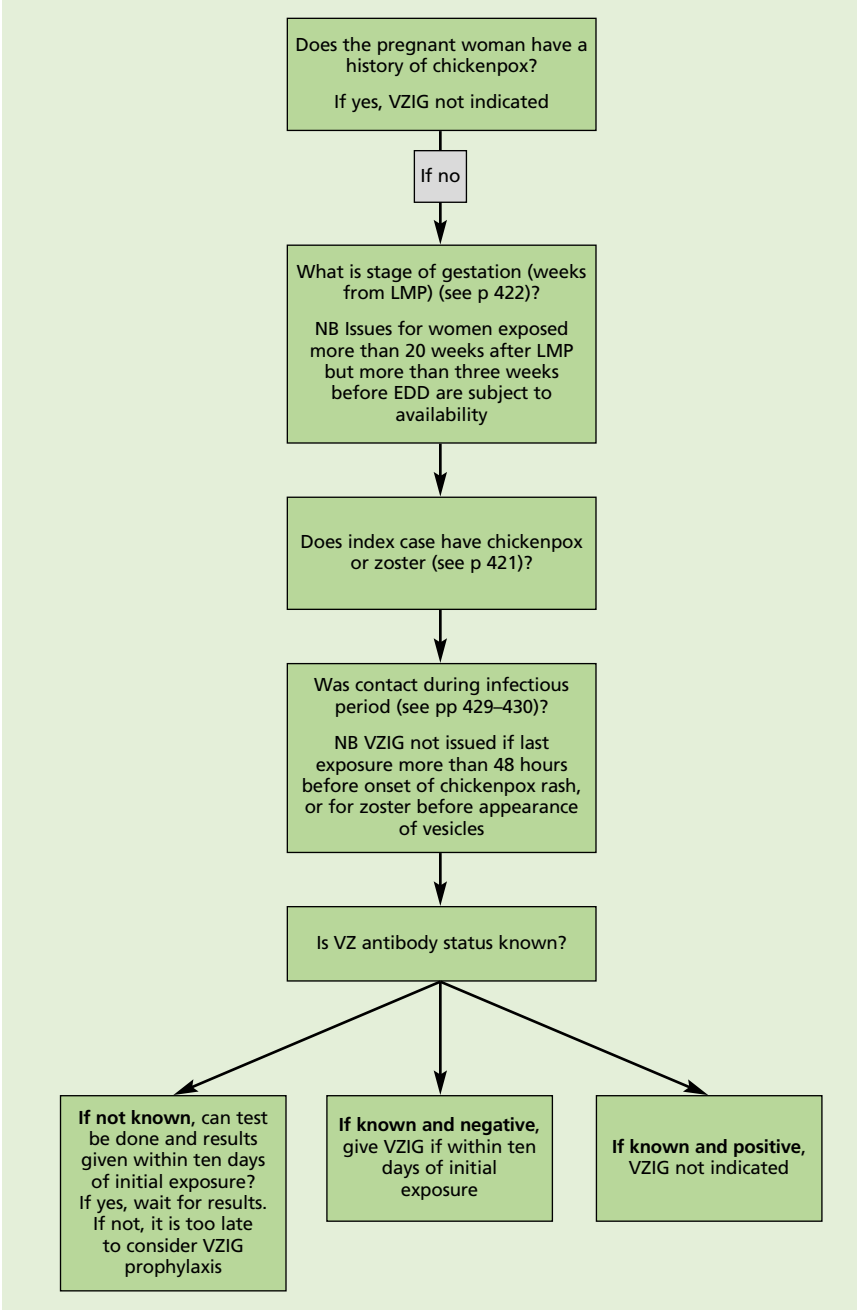 Does the pregnant woman have a
history of chickenpox?
If yes, VZIG not indicated
If no
What is stage of gestation (weeks
from LMP) (see p 422)?
NB Issues for women exposed
more than 20 weeks after LMP
but more than three weeks
before EDD are subject to
availability
Does index case have chickenpox
or zoster (see p 421)?
Was contact during infectious
period (see pp 429–430)?
NB VZIG not issued if last
exposure more than 48 hours
before onset of chickenpox rash,
or for zoster before appearance
of vesicles
Is VZ antibody status known?
If not known, can test
be done and results
given within ten days
of initial exposure?
If yes, wait for results.
If not, it is too late
to consider VZIG
prophylaxis
If known and negative,
give VZIG if within ten
days of initial
exposure
If known and positive,
VZIG not indicated